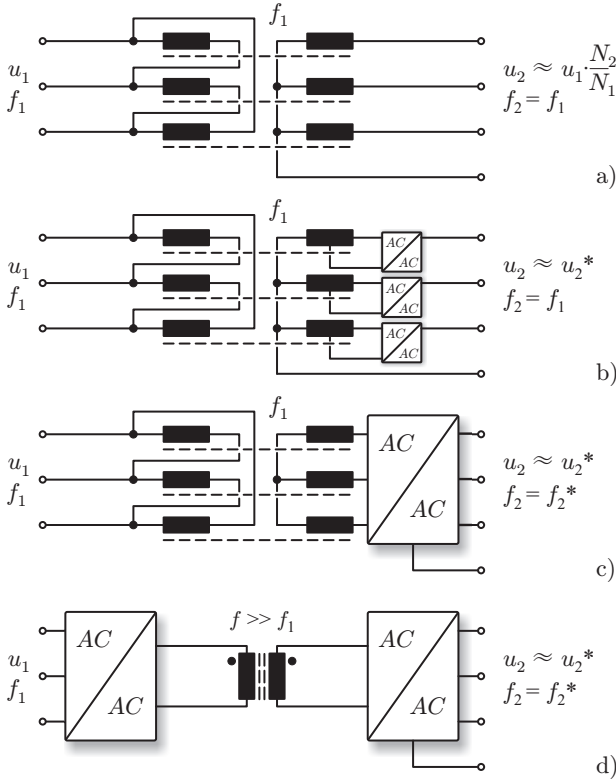 f₁
u₁
f₁
u₂ ≈ u₁·N₂/N₁
f₂ = f₁
a)
f₁
u₁
f₁
AC
AC
AC
AC
AC
AC
u₂ ≈ u₂*
f₂ = f₁
b)
f₁
u₁
f₁
AC
AC
u₂ ≈ u₂*
f₂ = f₂*
c)
f >> f₁
u₁
f₁
AC
AC
AC
AC
u₂ ≈ u₂*
f₂ = f₂*
d)